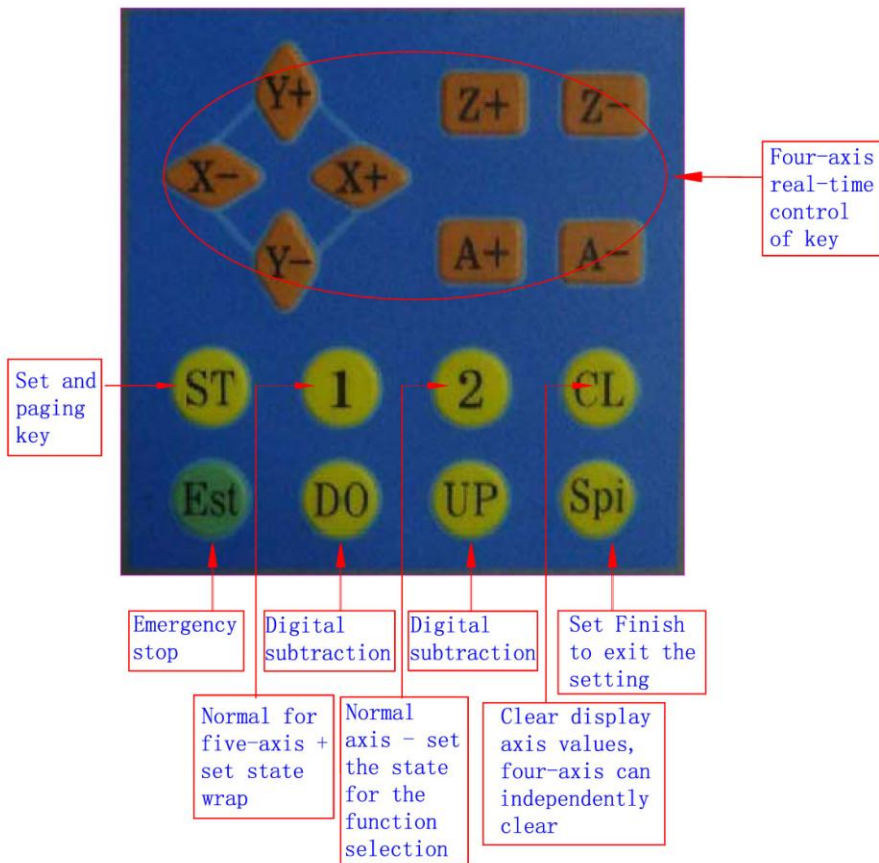 Y+
Z+ Z-
X- X+
Four-axis
real-time
control
of key
Y-
A+ A-
Set and
paging
key
ST 1 2 CL
Est DO UP Spi
Emergency
stop
Digital
subtraction
Digital
subtraction
Set Finish
to exit the
setting
Normal for
five-axis +
set state
wrap
Normal
axis - set
the state
for the
function
selection
Clear display
axis values,
four-axis can
independently
clear